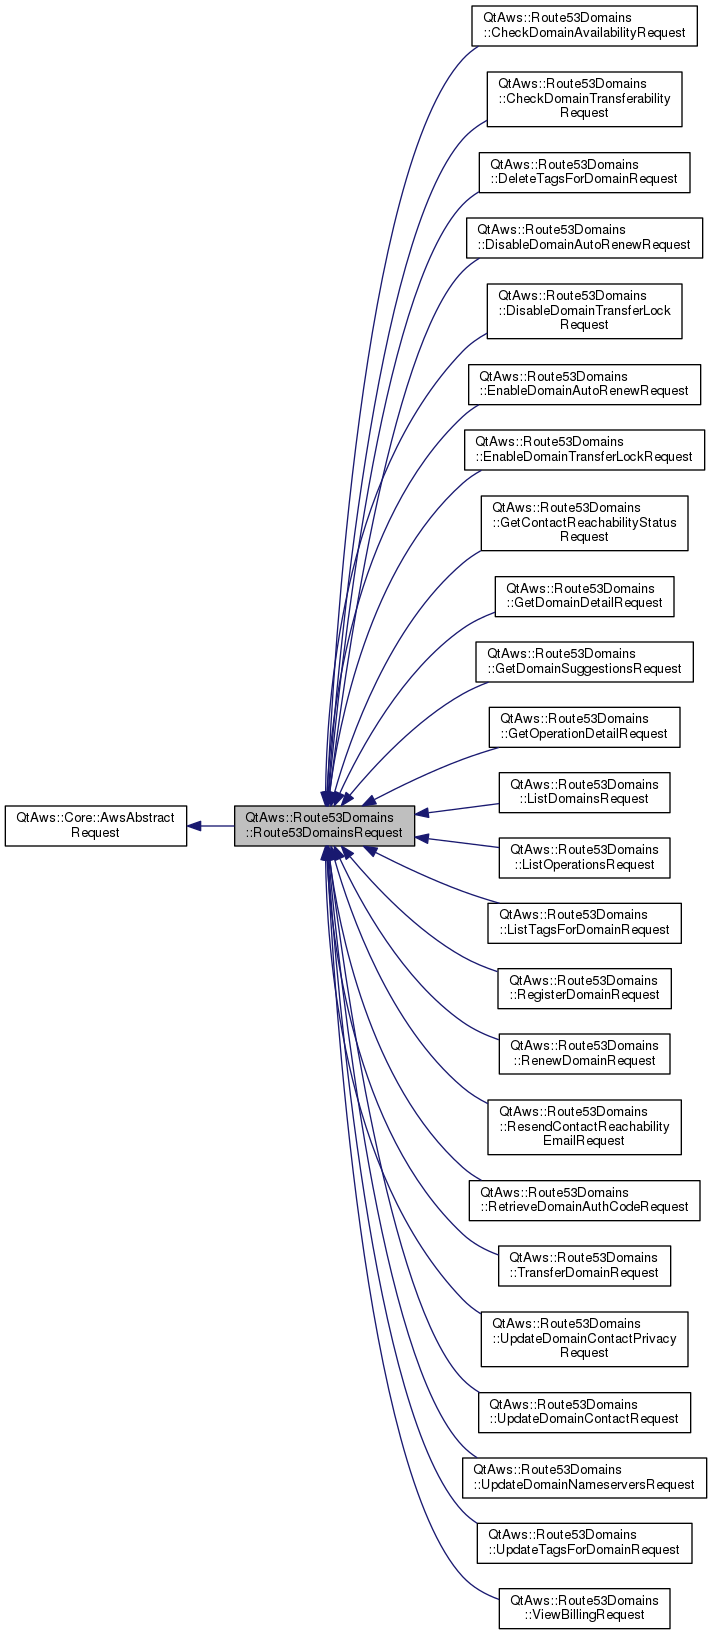 QtAws::Route53Domains
::CheckDomainAvailabilityRequest
QtAws::Route53Domains
::CheckDomainTransferability
Request
QtAws::Route53Domains
::DeleteTagsForDomainRequest
QtAws::Route53Domains
::DisableDomainAutoRenewRequest
QtAws::Route53Domains
::DisableDomainTransferLock
Request
QtAws::Route53Domains
::EnableDomainAutoRenewRequest
QtAws::Route53Domains
::EnableDomainTransferLockRequest
QtAws::Route53Domains
::GetContactReachabilityStatus
Request
QtAws::Route53Domains
::GetDomainDetailRequest
QtAws::Route53Domains
::GetDomainSuggestionsRequest
QtAws::Route53Domains
::GetOperationDetailRequest
QtAws::Core::AwsAbstract
Request
QtAws::Route53Domains
::Route53DomainsRequest
QtAws::Route53Domains
::ListDomainsRequest
QtAws::Route53Domains
::ListOperationsRequest
QtAws::Route53Domains
::ListTagsForDomainRequest
QtAws::Route53Domains
::RegisterDomainRequest
QtAws::Route53Domains
::RenewDomainRequest
QtAws::Route53Domains
::ResendContactReachability
EmailRequest
QtAws::Route53Domains
::RetrieveDomainAuthCodeRequest
QtAws::Route53Domains
::TransferDomainRequest
QtAws::Route53Domains
::UpdateDomainContactPrivacy
Request
QtAws::Route53Domains
::UpdateDomainContactRequest
QtAws::Route53Domains
::UpdateDomainNameserversRequest
QtAws::Route53Domains
::UpdateTagsForDomainRequest
QtAws::Route53Domains
::ViewBillingRequest